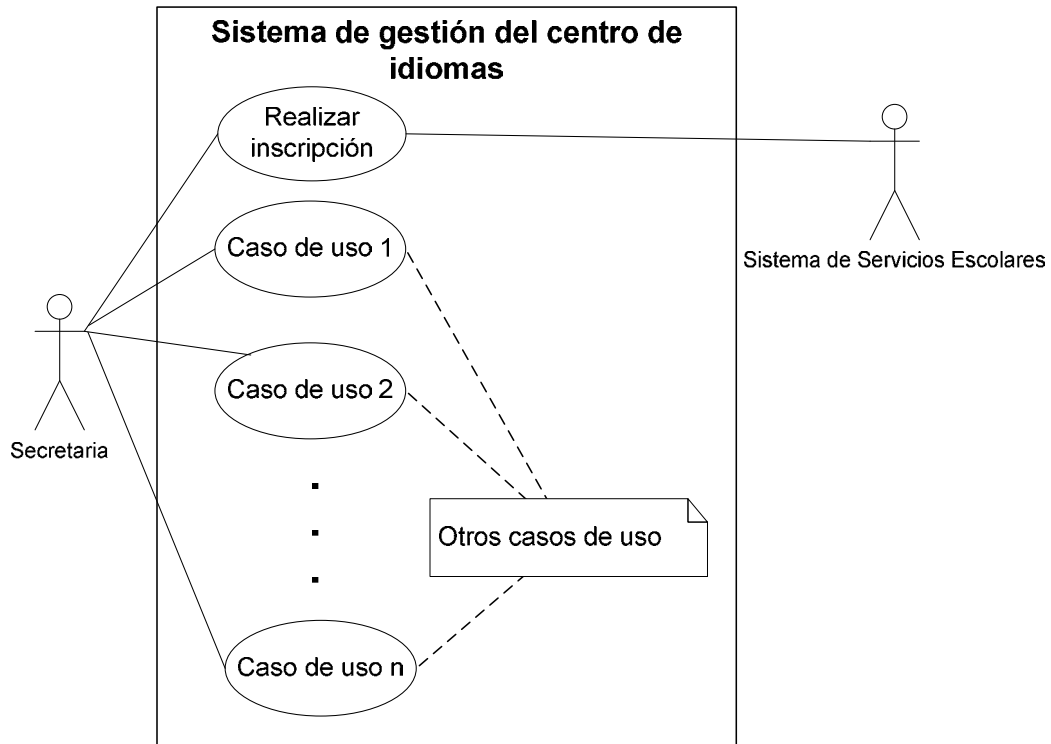 Sistema de gestión del centro de
idiomas
Realizar
inscripción
Caso de uso 1
Sistema de Servicios Escolares
Caso de uso 2
Secretaria
Otros casos de uso
Caso de uso n